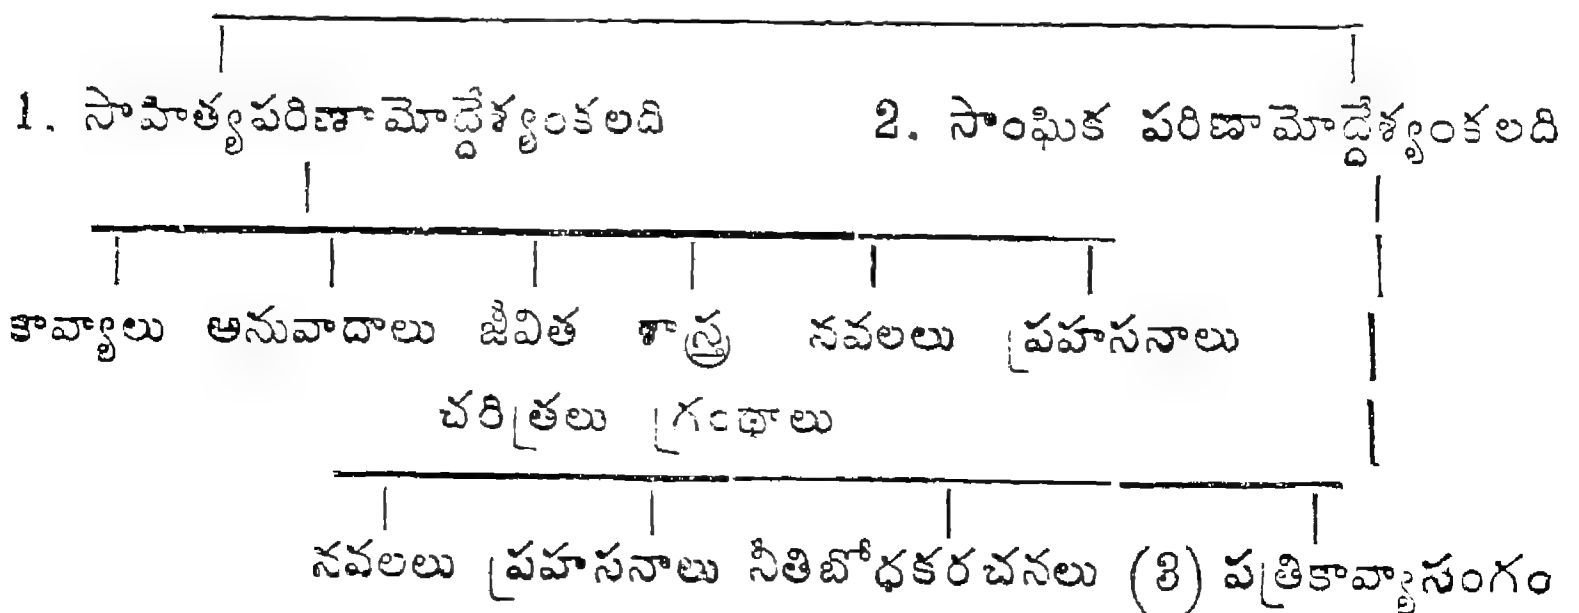 1. సాహిత్యపరిణామోద్దేశ్యంకలది 2. సాంఘిక పరిణామోద్దేశ్యంకలది
కావ్యాలు అనువాదాలు జీవిత శాస్త్ర నవలలు ప్రహసనాలు
చరిత్రలు గ్రంథాలు
నవలలు ప్రహసనాలు నీతిబోధకరచనలు (3) పత్రికావ్యాసంగం